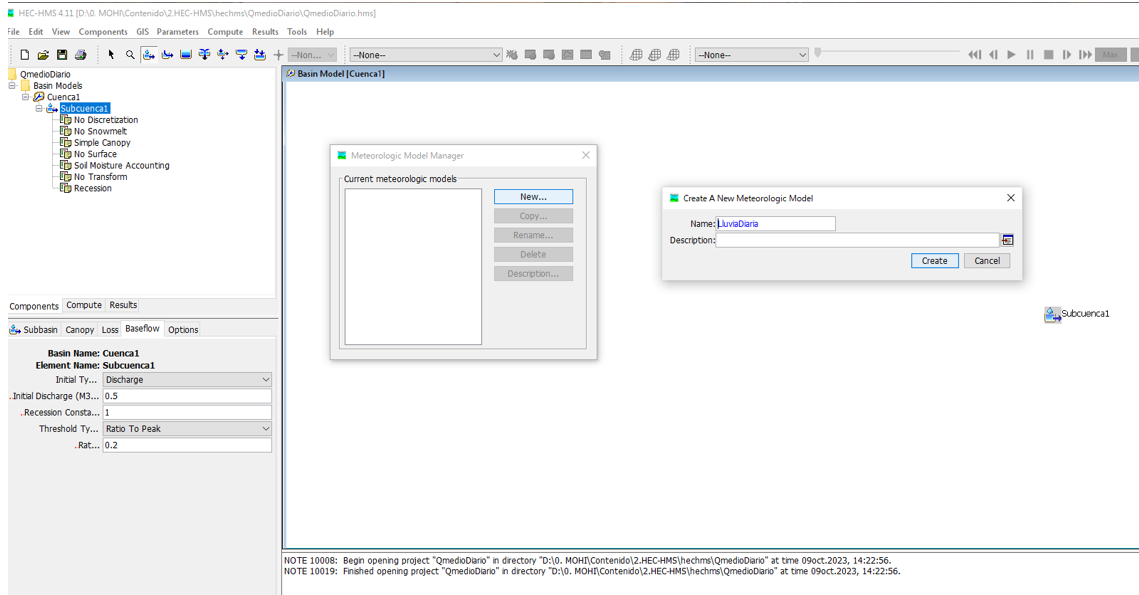 HEC-HMS 4.11 [D:\0. MOHI\Contenido\2.HEC-HMS\hechms\QmedioDiario\QmedioDiario.hms]
File Edit View Components GIS Parameters Compute Results Tools Help
--Non... --None-- --None-- Max
QmedioDiario
Basin Models
Cuenca1
Subcuenca1
No Discretization
No Snowmelt
Simple Canopy
No Surface
Soil Moisture Accounting
No Transform
Recession
Components Compute Results
Subbasin Canopy Loss Baseflow Options
Basin Name: Cuenca1
Element Name: Subcuenca1
Initial Ty... Discharge
Initial Discharge (M3... 0.5
Recession Consta... 1
Threshold Ty... Ratio To Peak
Rat... 0.2
Basin Model [Cuenca1]
Meteorologic Model Manager
Current meteorologic models
New...
Copy...
Rename...
Delete
Description...
Create A New Meteorologic Model
Name: LluviaDiaria
Description:
Create Cancel
Subcuenca1
NOTE 10008: Begin opening project "QmedioDiario" in directory "D:\0. MOHI\Contenido\2.HEC-HMS\hechms\QmedioDiario" at time 09oct.2023, 14:22:56.
NOTE 10019: Finished opening project "QmedioDiario" in directory "D:\0. MOHI\Contenido\2.HEC-HMS\hechms\QmedioDiario" at time 09oct.2023, 14:22:56.